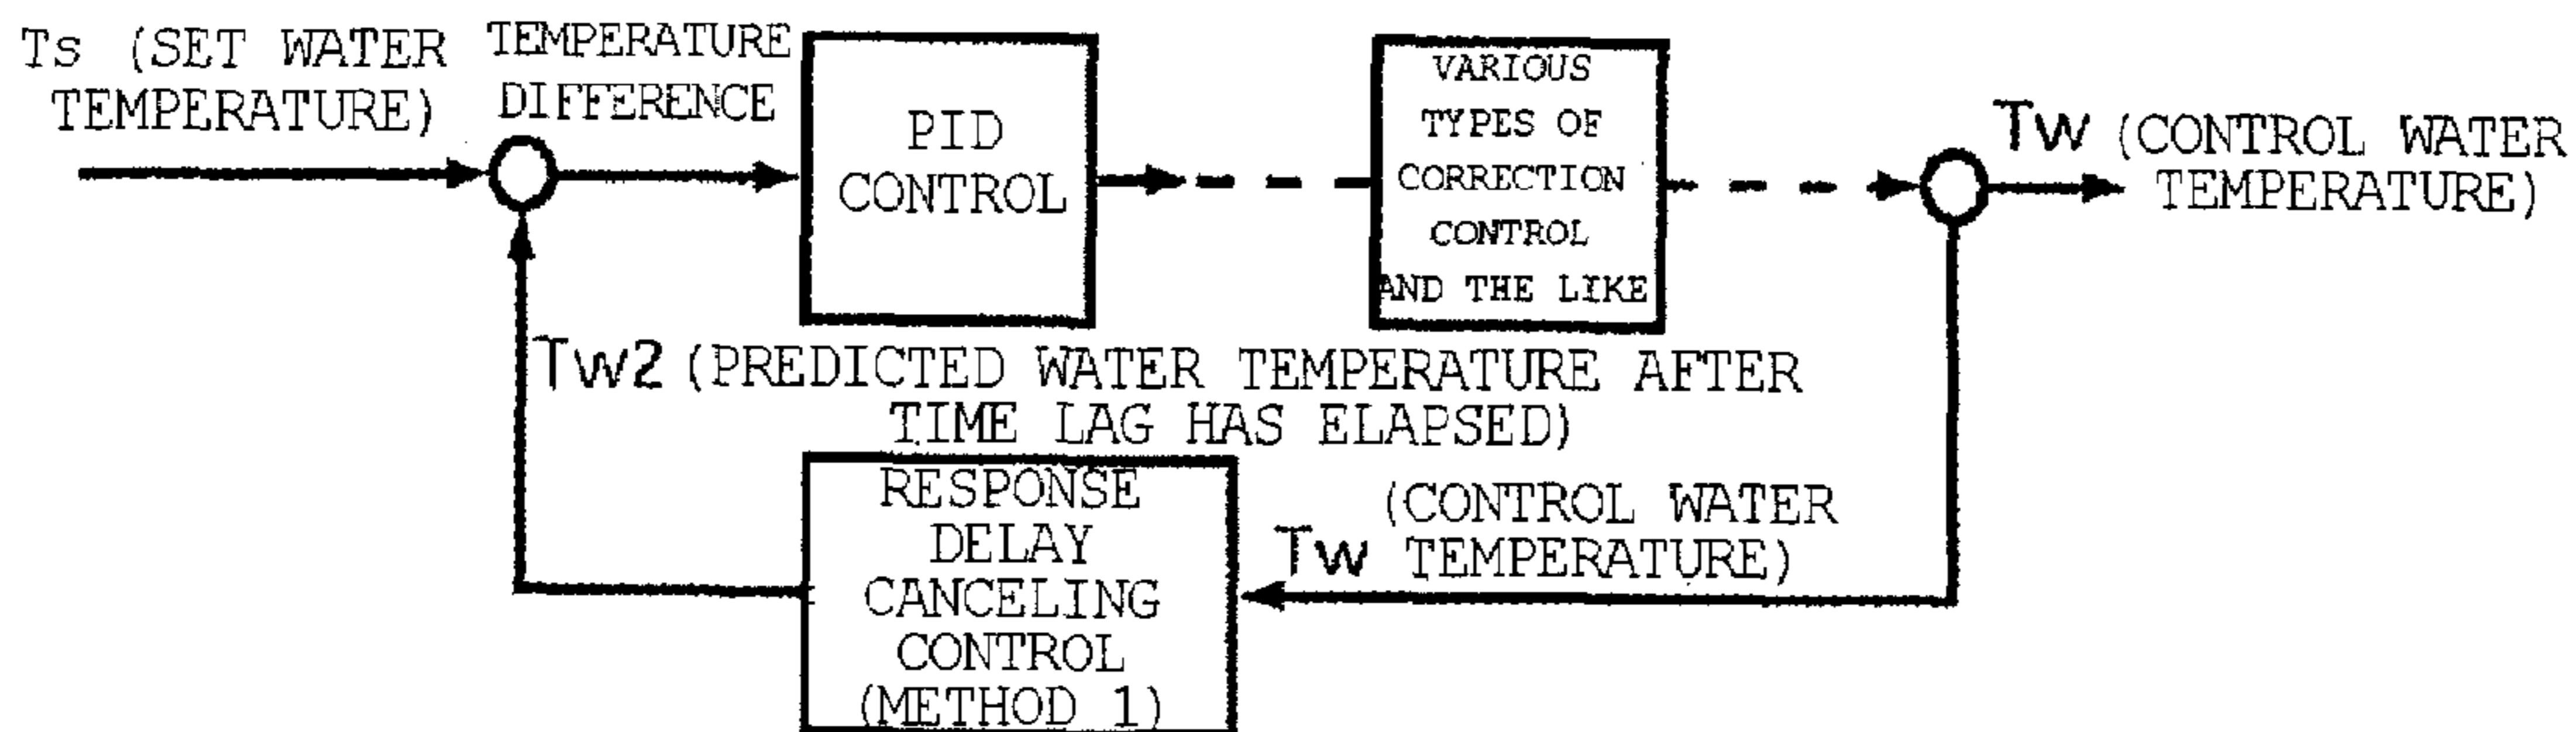 Ts (SET WATER
TEMPERATURE)
TEMPERATURE
DIFFERENCE
PID
CONTROL
VARIOUS
TYPES OF
CORRECTION
CONTROL
AND THE LIKE
Tw (CONTROL WATER
TEMPERATURE)
Tw2 (PREDICTED WATER TEMPERATURE AFTER
TIME LAG HAS ELAPSED)
RESPONSE
DELAY
CANCELING
CONTROL
(METHOD 1)
(CONTROL WATER
Tw TEMPERATURE)